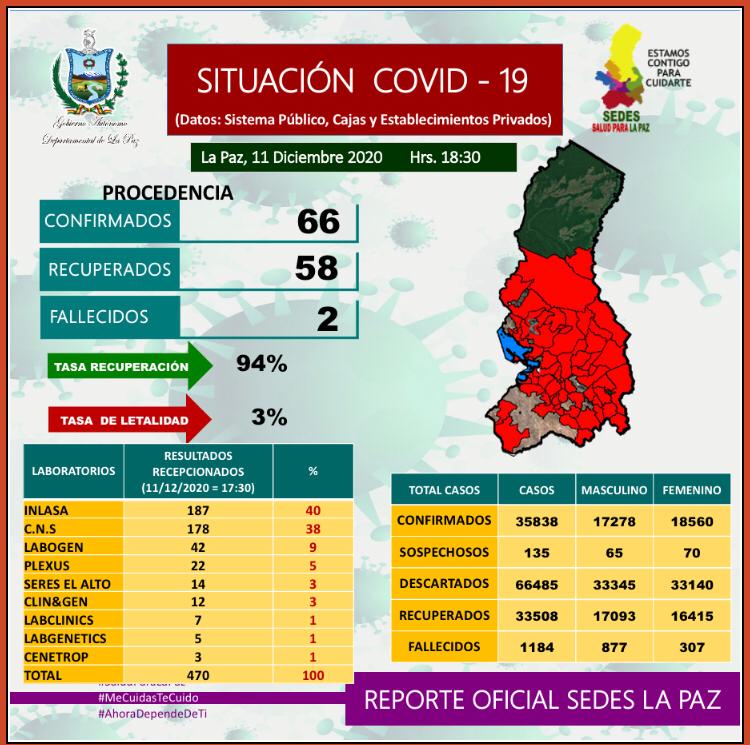 Gobierno Autónomo
Departamental de La Paz
SITUACIÓN COVID - 19
(Datos: Sistema Público, Cajas y Establecimientos Privados)
ESTAMOS
CONTIGO
PARA
CUIDARTE
SEDES
SALUD PARA LA PAZ
La Paz, 11 Diciembre 2020 Hrs. 18:30
PROCEDENCIA
CONFIRMADOS 66
RECUPERADOS 58
FALLECIDOS 2
TASA RECUPERACIÓN 94%
TASA DE LETALIDAD 3%
LABORATORIOS RESULTADOS RECEPCIONADOS (11/12/2020 = 17:30) %
INLASA 187 40
C.N.S 178 38
LABOGEN 42 9
PLEXUS 22 5
SERES EL ALTO 14 3
CLIN&GEN 12 3
LABCLINICS 7 1
LABGENETICS 5 1
CENETROP 3 1
TOTAL 470 100
TOTAL CASOS CASOS MASCULINO FEMENINO
CONFIRMADOS 35838 17278 18560
SOSPECHOSOS 135 65 70
DESCARTADOS 66485 33345 33140
RECUPERADOS 33508 17093 16415
FALLECIDOS 1184 877 307
#MeCuidasTeCuido
#AhoraDependeDeTi
REPORTE OFICIAL SEDES LA PAZ